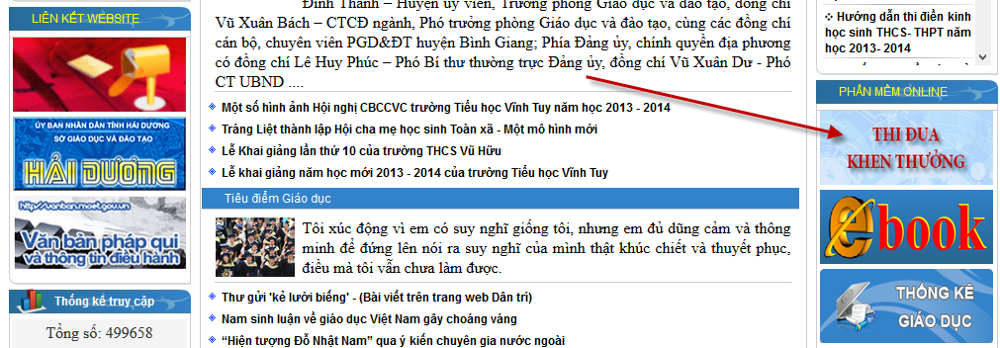 LIÊN KẾT WEBSITE
ỦY BAN NHÂN DÂN TỈNH HẢI DƯƠNG
SỞ GIÁO DỤC VÀ ĐÀO TẠO
HẢI DƯƠNG
http://vanban.moet.gov.vn
Văn bản pháp qui
và thông tin điều hành
Thống kê truy cập
Tổng số: 499658
Đình Thành – Huyện ủy viên, Trưởng phòng Giáo dục và đào tạo, đồng chí
Vũ Xuân Bách – CTCĐ ngành, Phó trưởng phòng Giáo dục và đào tạo, cùng các đồng chí
cán bộ, chuyên viên PGD&ĐT huyện Bình Giang; Phía Đảng ủy, chính quyền địa phương
có đồng chí Lê Huy Phúc – Phó Bí thư thường trực Đảng ủy, đồng chí Vũ Xuân Dư - Phó
CT UBND ....
Một số hình ảnh Hội nghị CBCCVC trường Tiểu học Vĩnh Tuy năm học 2013 - 2014
Tráng Liệt thành lập Hội cha mẹ học sinh Toàn xã - Một mô hình mới
Lễ Khai giảng lần thứ 10 của trường THCS Vũ Hữu
Lễ khai giảng năm học mới 2013 - 2014 của trường Tiểu học Vĩnh Tuy
Tiêu điểm Giáo dục
Tôi xúc động vì em có suy nghĩ giống tôi, nhưng em đủ dũng cảm và thông
minh để đứng lên nói ra suy nghĩ của mình thật khúc chiết và thuyết phục,
điều mà tôi vẫn chưa làm được.
Thư gửi 'kẻ lười biếng' - (Bài viết trên trang web Dân trí)
Nam sinh luận về giáo dục Việt Nam gây choáng váng
“Hiện tượng Đỗ Nhật Nam” qua ý kiến chuyên gia nước ngoài
Hướng dẫn thi diễn kinh
học sinh THCS- THPT năm
học 2013- 2014
PHẦN MỀM ONLINE
THI ĐUA
KHEN THƯỞNG
ebook
THỐNG KÊ
GIÁO DỤC